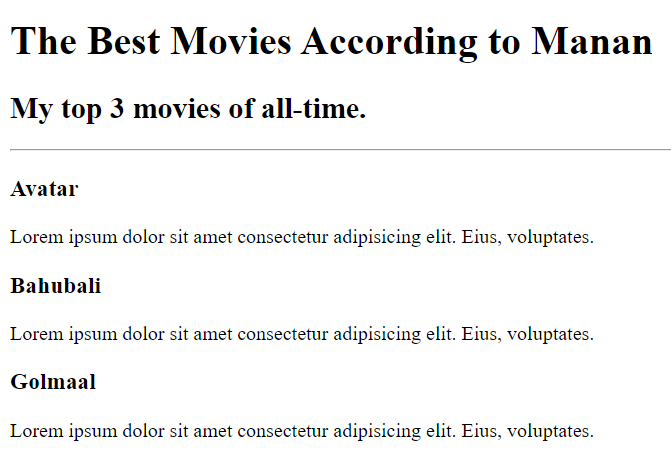 The Best Movies According to Manan
My top 3 movies of all-time.
Avatar
Lorem ipsum dolor sit amet consectetur adipisicing elit. Eius, voluptates.
Bahubali
Lorem ipsum dolor sit amet consectetur adipisicing elit. Eius, voluptates.
Golmaal
Lorem ipsum dolor sit amet consectetur adipisicing elit. Eius, voluptates.